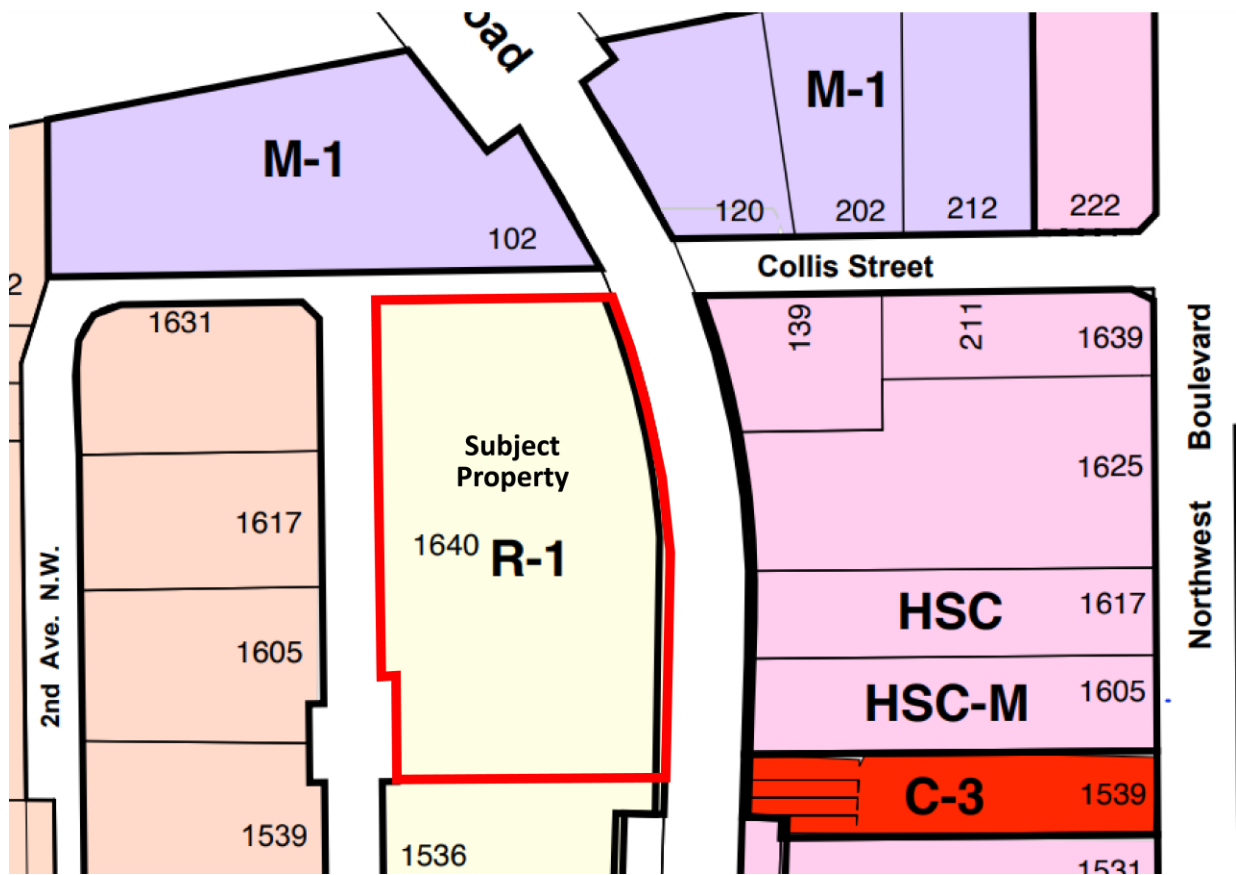 oad
M-1
M-1
102
120
202
212
222
Collis Street
2
1631
139
211
1639
Subject
Property
1640
R-1
1625
1617
1605
1539
1536
HSC
1617
HSC-M
1605
C-3
1539
1531
2nd Ave. N.W.
Northwest Boulevard